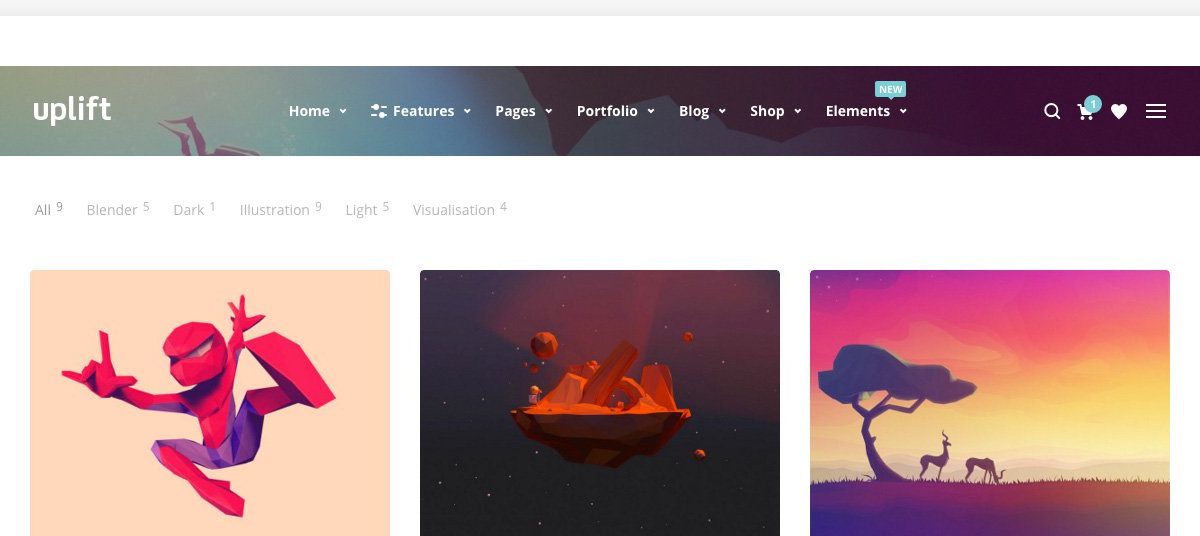 NEW
uplift Home Features Pages Portfolio Blog Shop Elements 1
All 9 Blender 5 Dark 1 Illustration 9 Light 5 Visualisation 4